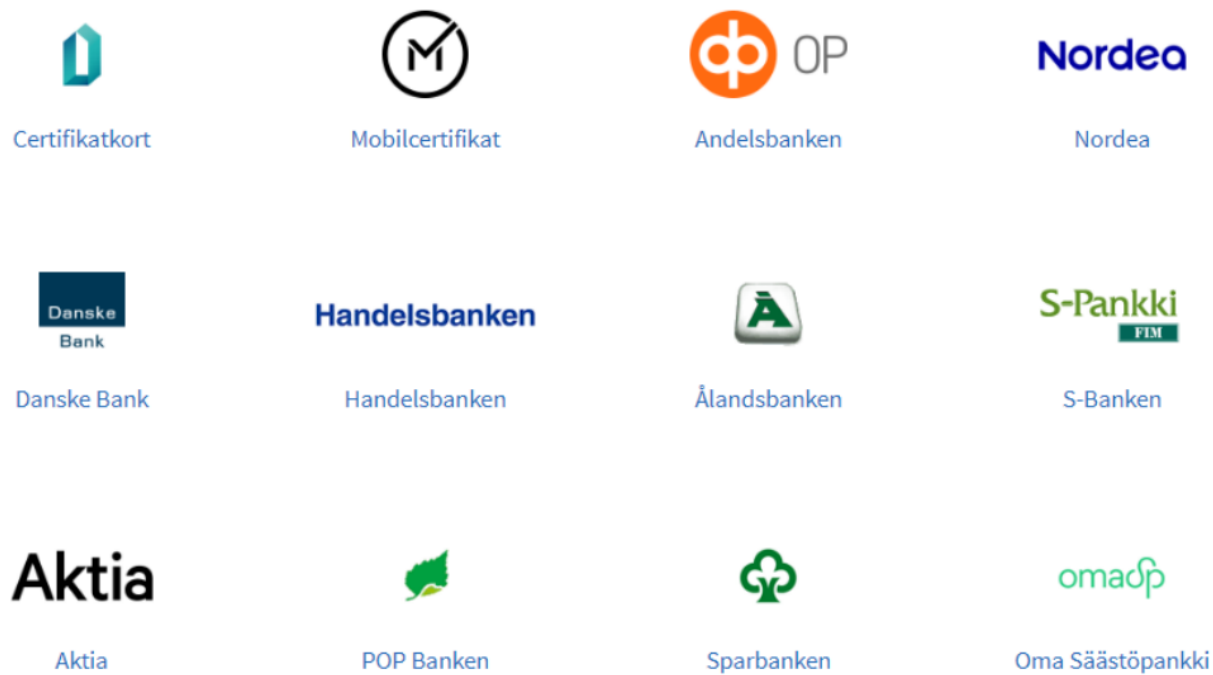 OP
Nordea
Certifikatkort
Mobilcertifikat
Andelsbanken
Nordea
Danske
Bank
Handelsbanken
S-Pankki
FIM
Danske Bank
Handelsbanken
Ålandsbanken
S-Banken
Aktia
omasp
Aktia
POP Banken
Sparbanken
Oma Säästöpankki